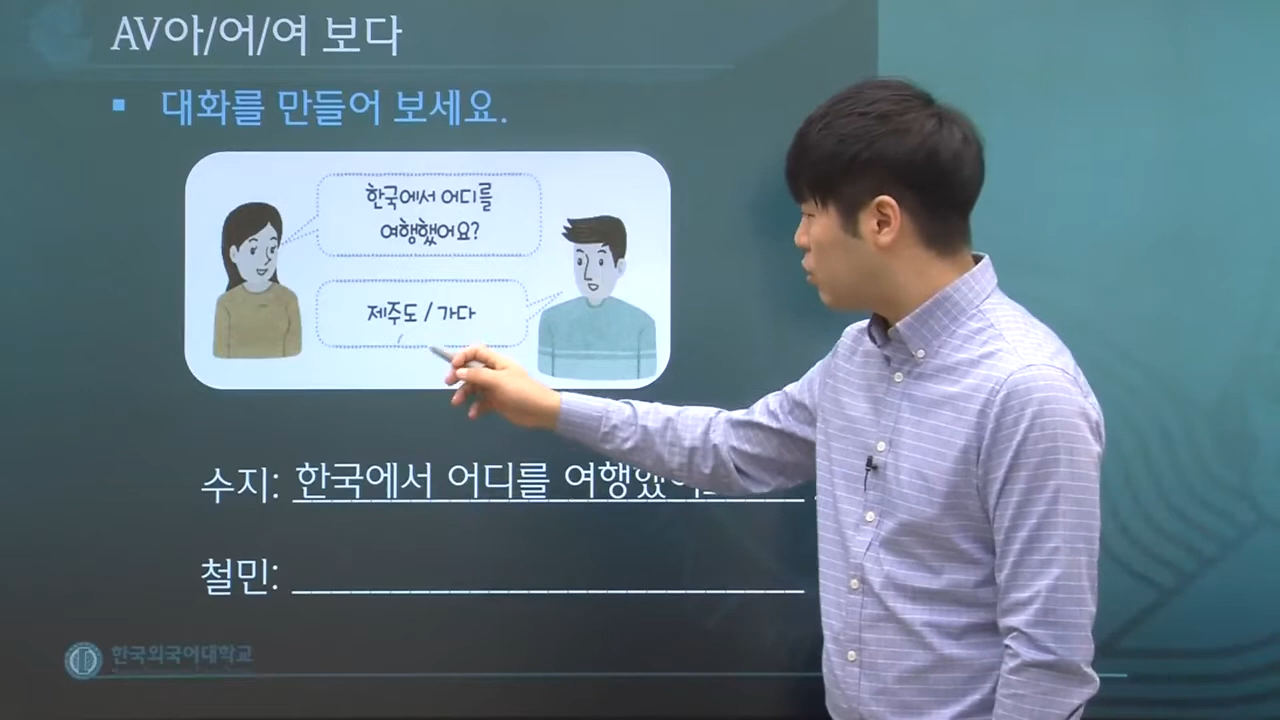 AV아/어/여 보다
▪ 대화를 만들어 보세요.
한국에서 어디를
여행했어요?
제주도 / 가다
수지: 한국에서 어디를 여행했
철민:
한국외국어대학교